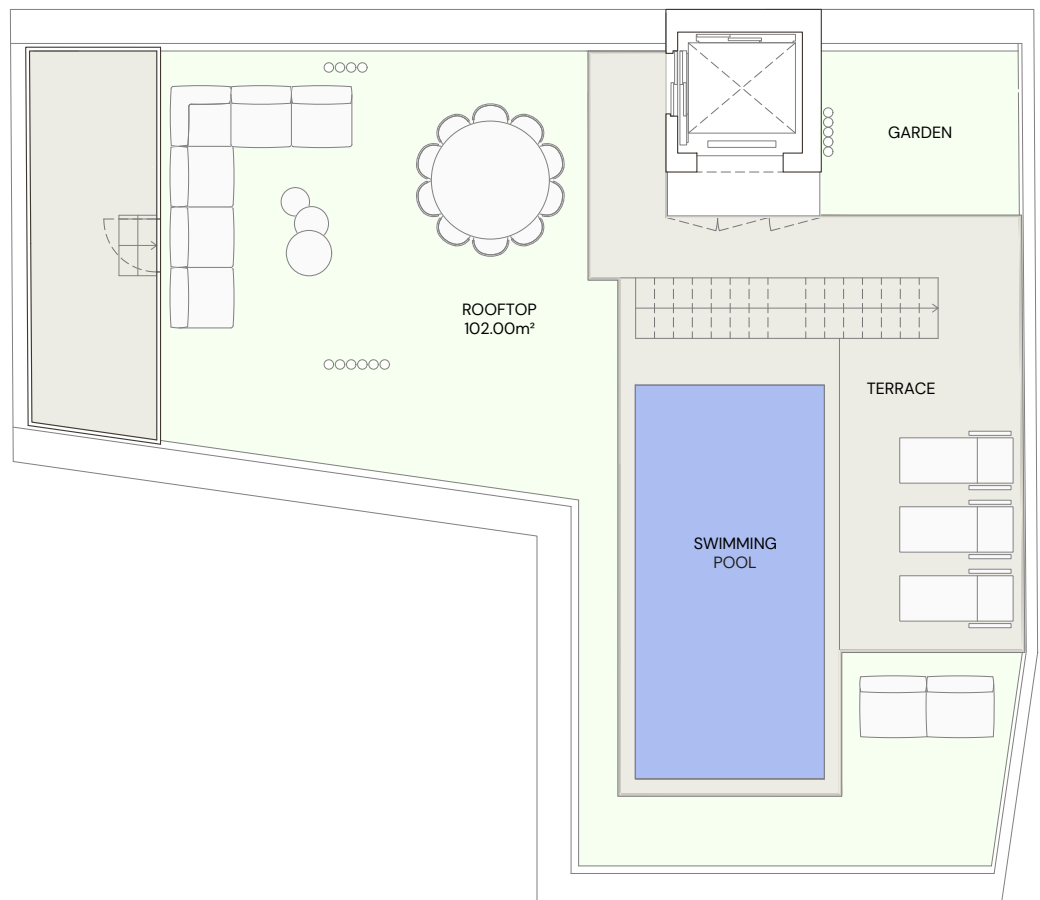 GARDEN
ROOFTOP
102.00m²
TERRACE
SWIMMING
POOL